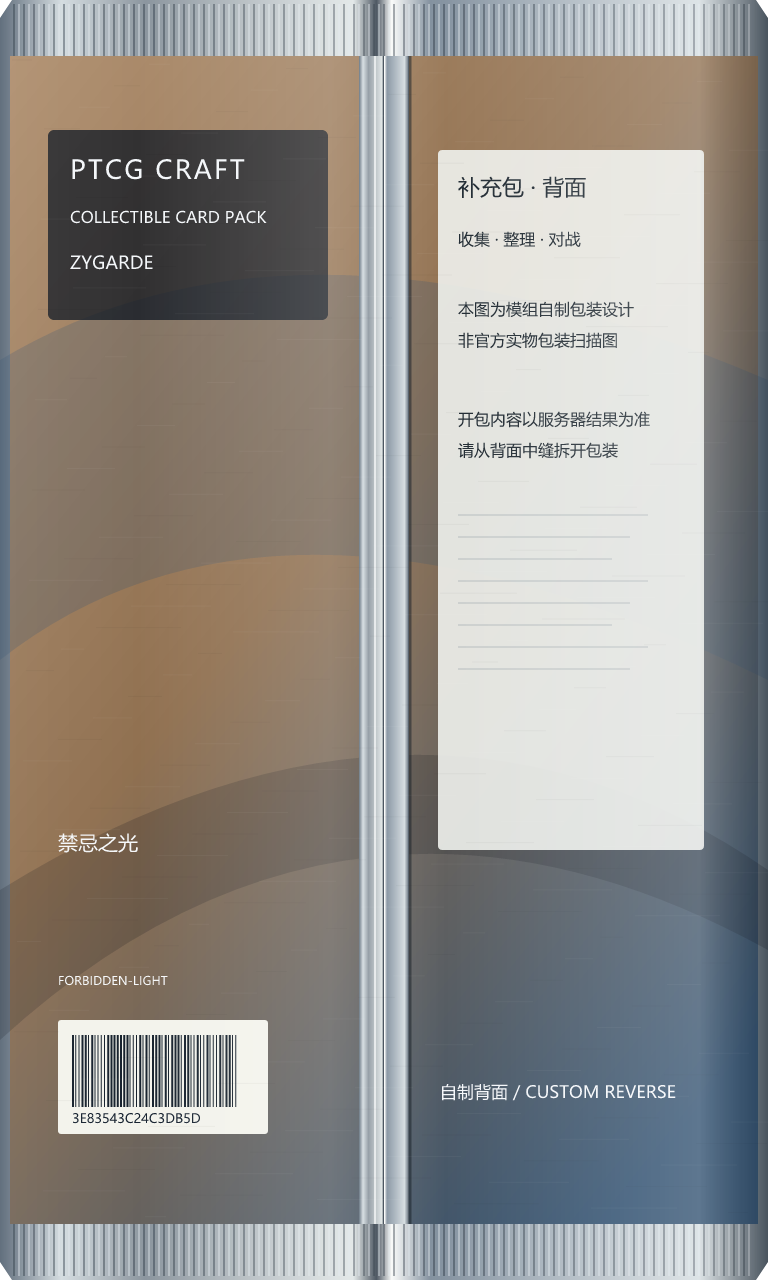 PTCG CRAFT
COLLECTIBLE CARD PACK
ZYGARDE
禁忌之光
FORBIDDEN-LIGHT
3E83543C24C3DB5D
补充包 · 背面
收集 · 整理 · 对战
本图为模组自制包装设计
非官方实物包装扫描图
开包内容以服务器结果为准
请从背面中缝拆开包装
自制背面 / CUSTOM REVERSE